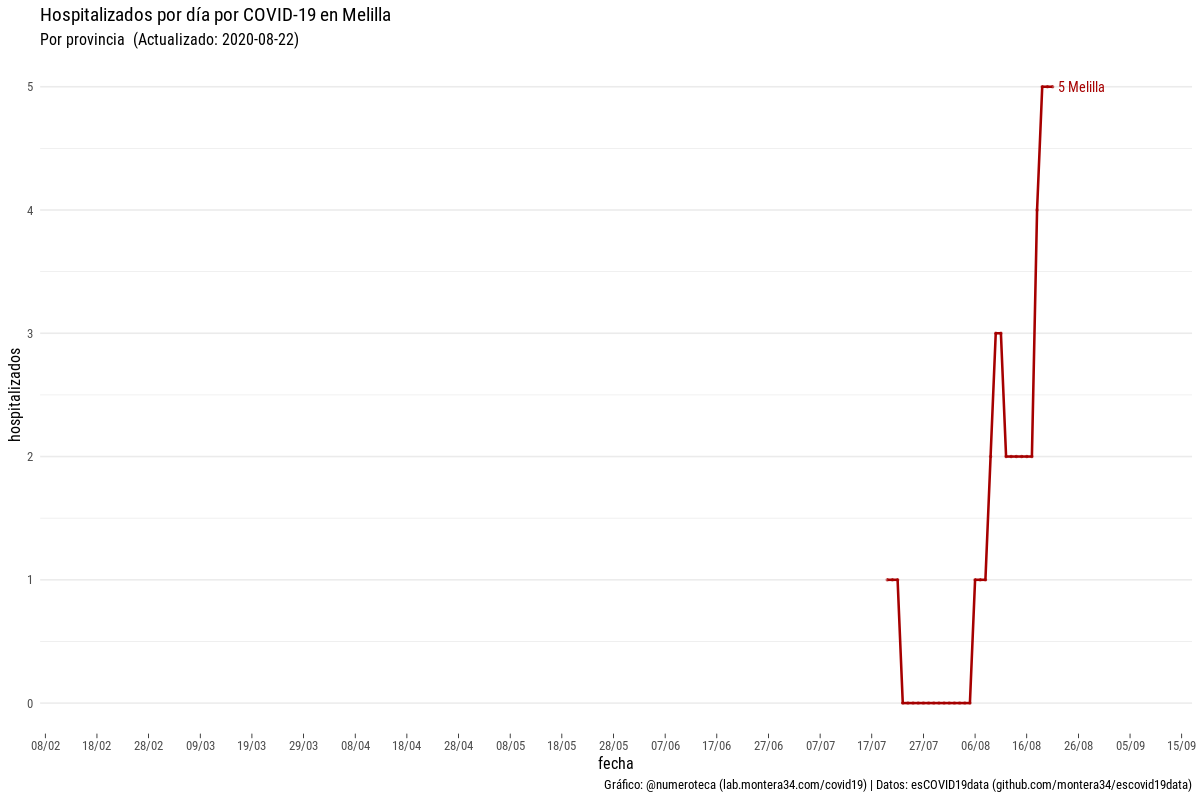 Hospitalizados por día por COVID-19 en Melilla
Por provincia  (Actualizado: 2020-08-22)
5 Melilla
5
4
3
2
1
0
hospitalizados
08/02 18/02 28/02 09/03 19/03 29/03 08/04 18/04 28/04 08/05 18/05 28/05 07/06 17/06 27/06 07/07 17/07 27/07 06/08 16/08 26/08 05/09 15/09
fecha
Gráfico: @numeroteca (lab.montera34.com/covid19) | Datos: esCOVID19data (github.com/montera34/escovid19data)